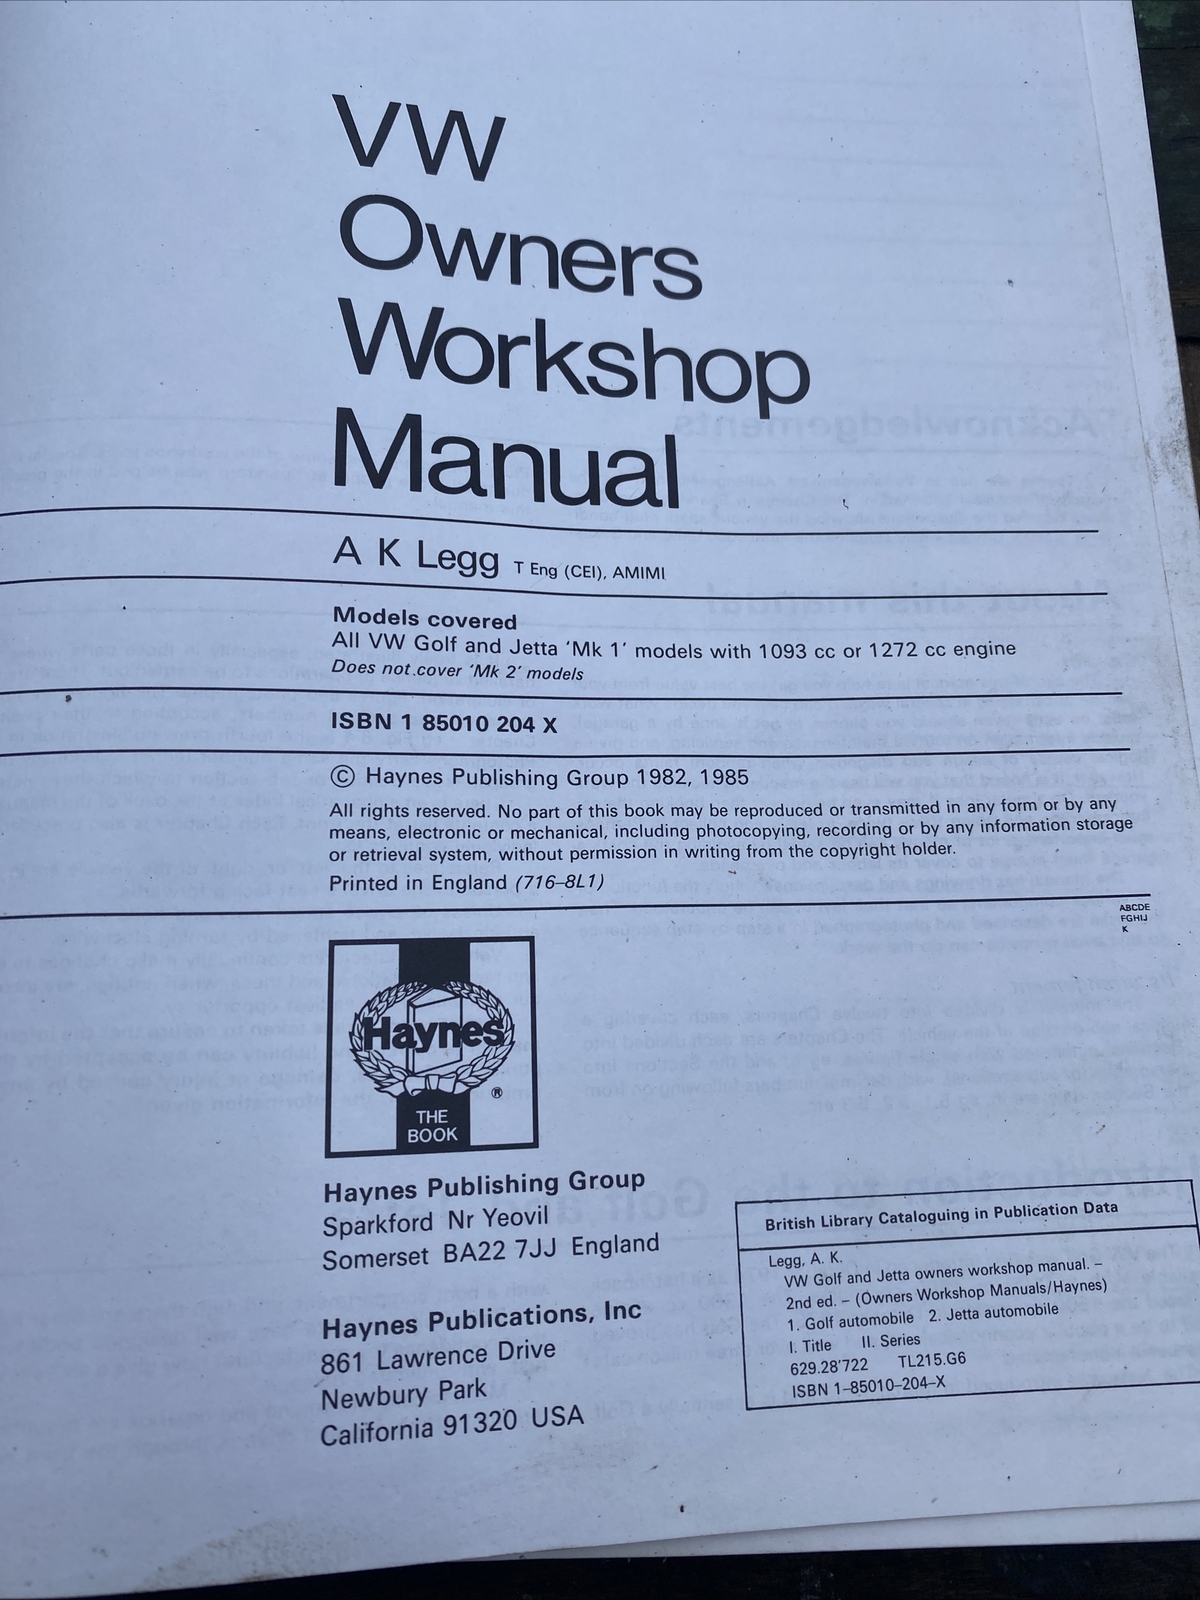 VW
Owners
Workshop
Manual
A K Legg T Eng (CEI), AMIMI
Models covered
All VW Golf and Jetta 'Mk 1' models with 1093 cc or 1272 cc engine
Does not cover 'Mk 2' models
ISBN 1 85010 204 X
© Haynes Publishing Group 1982, 1985
All rights reserved. No part of this book may be reproduced or transmitted in any form or by any
means, electronic or mechanical, including photocopying, recording or by any information storage
or retrieval system, without permission in writing from the copyright holder.
Printed in England (716–8L1)
ABCDE
FGHIJ
K
Haynes
®
THE
BOOK
Haynes Publishing Group
Sparkford Nr Yeovil
Somerset BA22 7JJ England
Haynes Publications, Inc
861 Lawrence Drive
Newbury Park
California 91320 USA
British Library Cataloguing in Publication Data
Legg, A. K.
VW Golf and Jetta owners workshop manual. –
2nd ed. – (Owners Workshop Manuals/Haynes)
1. Golf automobile 2. Jetta automobile
I. Title II. Series
629.28'722 TL215.G6
ISBN 1–85010–204–X